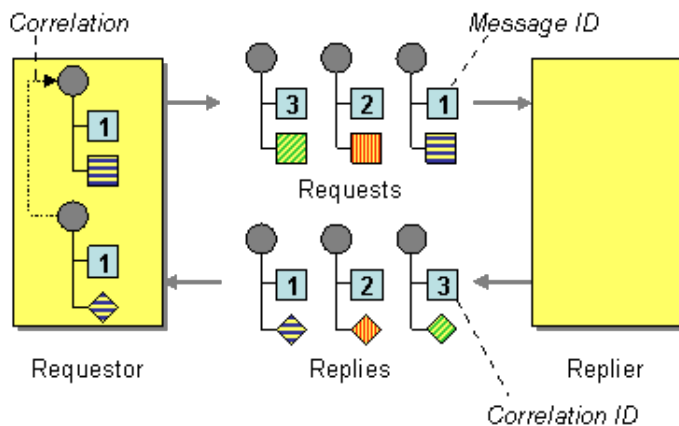 Correlation
Message ID
1
3
2
1
Requests
1
1
2
3
Requestor
Replies
Replier
Correlation ID